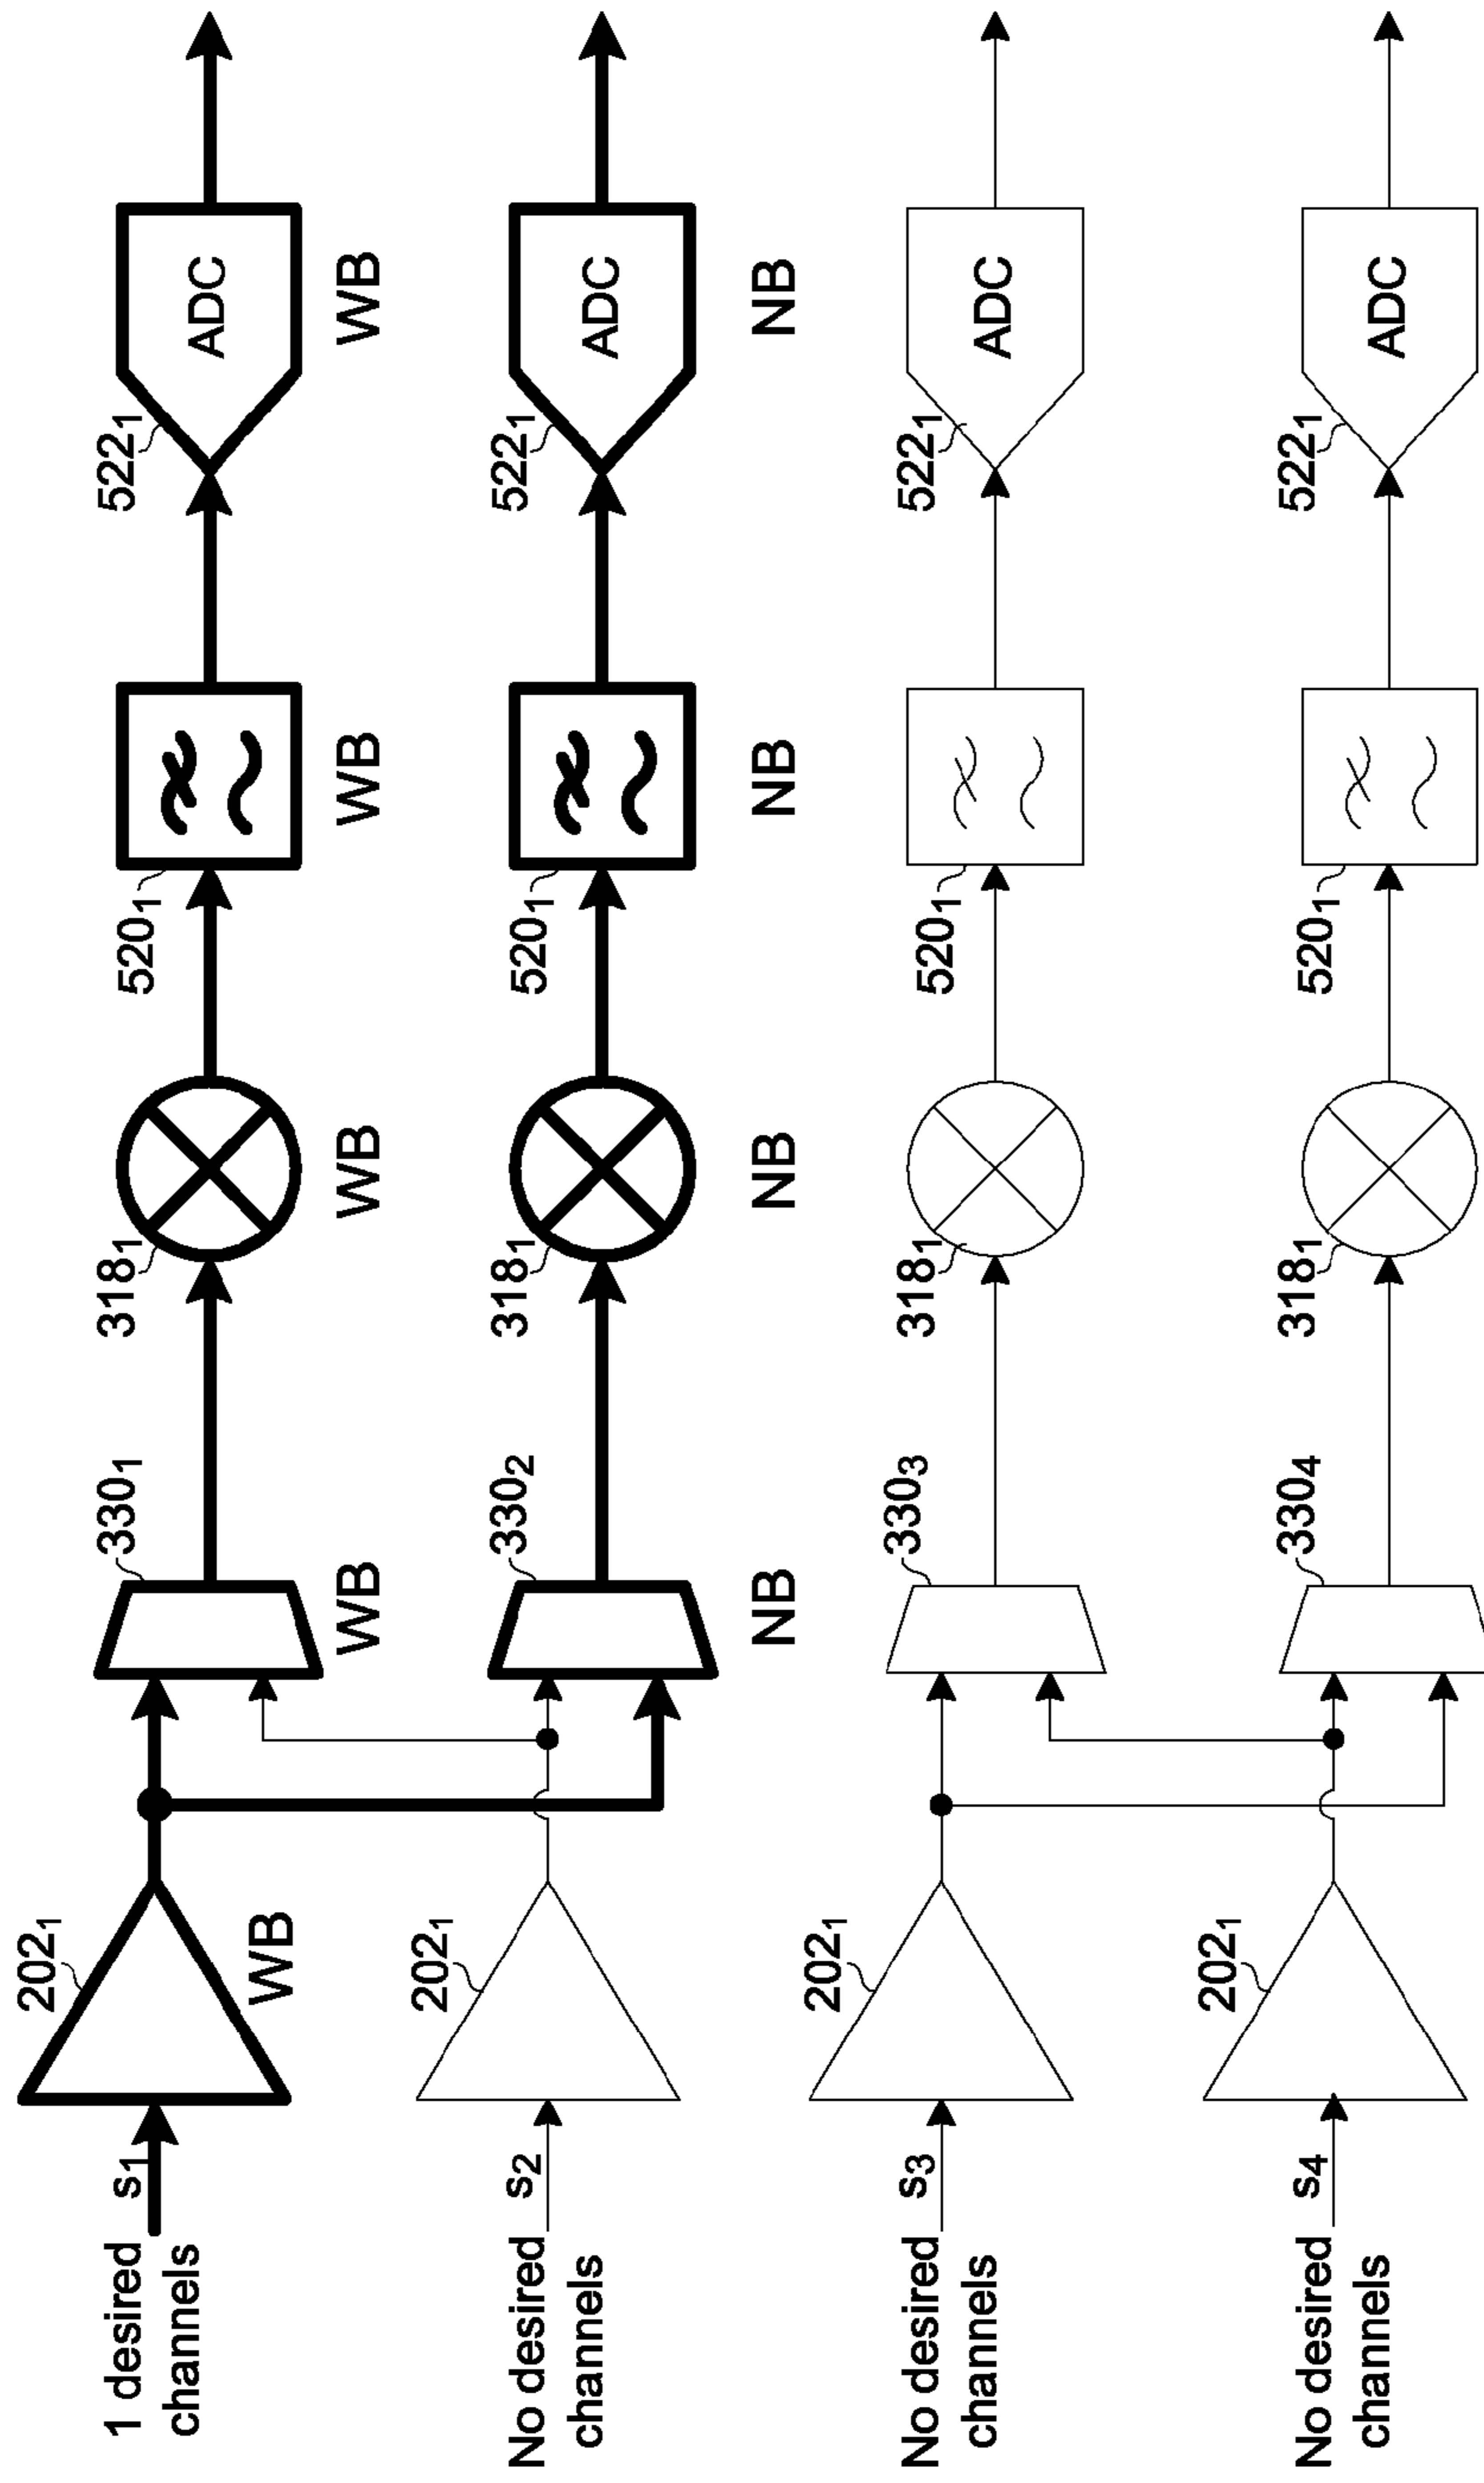 1 desired
channels
s1
2021
WB
3301
WB
3181
WB
5201
WB
5221
ADC
WB
No desired
channels
s2
2021
3302
NB
3181
NB
5201
NB
5221
ADC
NB
No desired
channels
s3
2021
3303
3181
5201
5221
ADC
No desired
channels
s4
2021
3304
3181
5201
5221
ADC